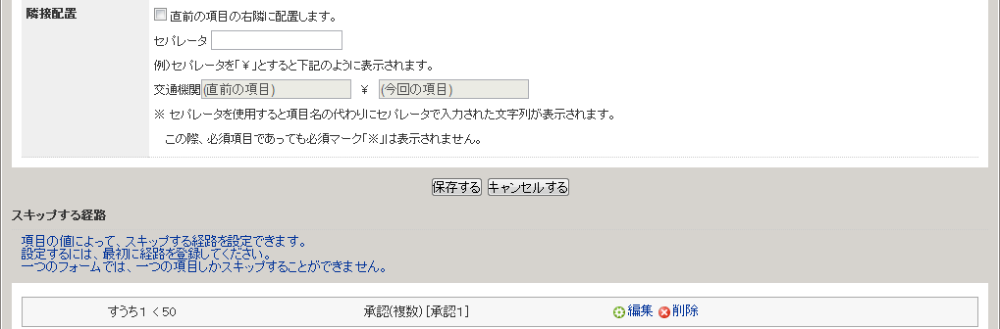 隣接配置
直前の項目の右隣に配置します。
セパレータ
例)セパレータを「¥」とすると下記のように表示されます。
交通機関 (直前の項目) ¥ (今回の項目)
※ セパレータを使用すると項目名の代わりにセパレータで入力された文字列が表示されます。
この際、必須項目であっても必須マーク「※」は表示されません。
保存する キャンセルする
スキップする経路
項目の値によって、スキップする経路を設定できます。
設定するには、最初に経路を登録してください。
一つのフォームでは、一つの項目しかスキップすることができません。
すうち1 < 50 承認(複数) [承認1] 編集 削除